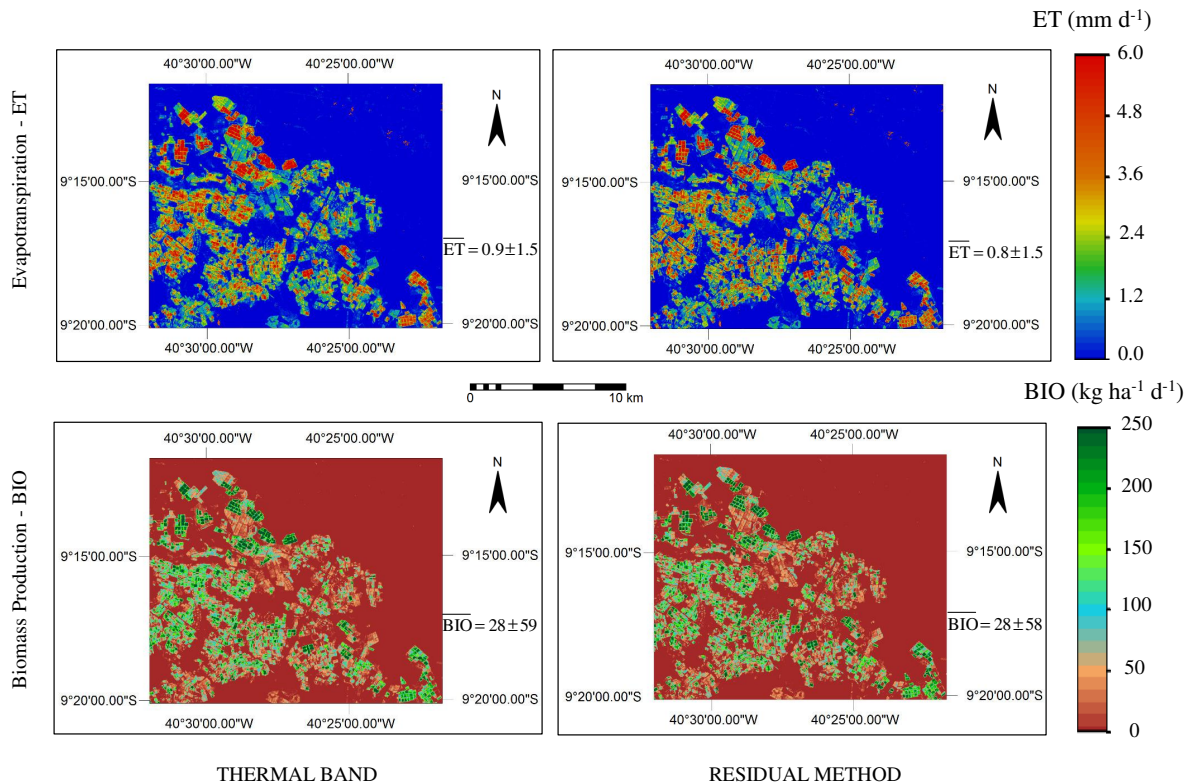 ET (mm d-1)
40°30'00.00"W 40°25'00.00"W
40°30'00.00"W 40°25'00.00"W
6.0
4.8
3.6
2.4
1.2
0.0
N
N
Evapotranspiration - ET
9°15'00.00"S 9°15'00.00"S
9°15'00.00"S 9°15'00.00"S
ET = 0.9±1.5
ET = 0.8±1.5
9°20'00.00"S 9°20'00.00"S
9°20'00.00"S 9°20'00.00"S
40°30'00.00"W 40°25'00.00"W
40°30'00.00"W 40°25'00.00"W
0 10 km
BIO (kg ha-1 d-1)
40°30'00.00"W 40°25'00.00"W
40°30'00.00"W 40°25'00.00"W
250
200
150
100
50
0
N
N
Biomass Production - BIO
9°15'00.00"S 9°15'00.00"S
9°15'00.00"S 9°15'00.00"S
BIO = 28±59
BIO = 28±58
9°20'00.00"S 9°20'00.00"S
9°20'00.00"S 9°20'00.00"S
40°30'00.00"W 40°25'00.00"W
40°30'00.00"W 40°25'00.00"W
THERMAL BAND
RESIDUAL METHOD